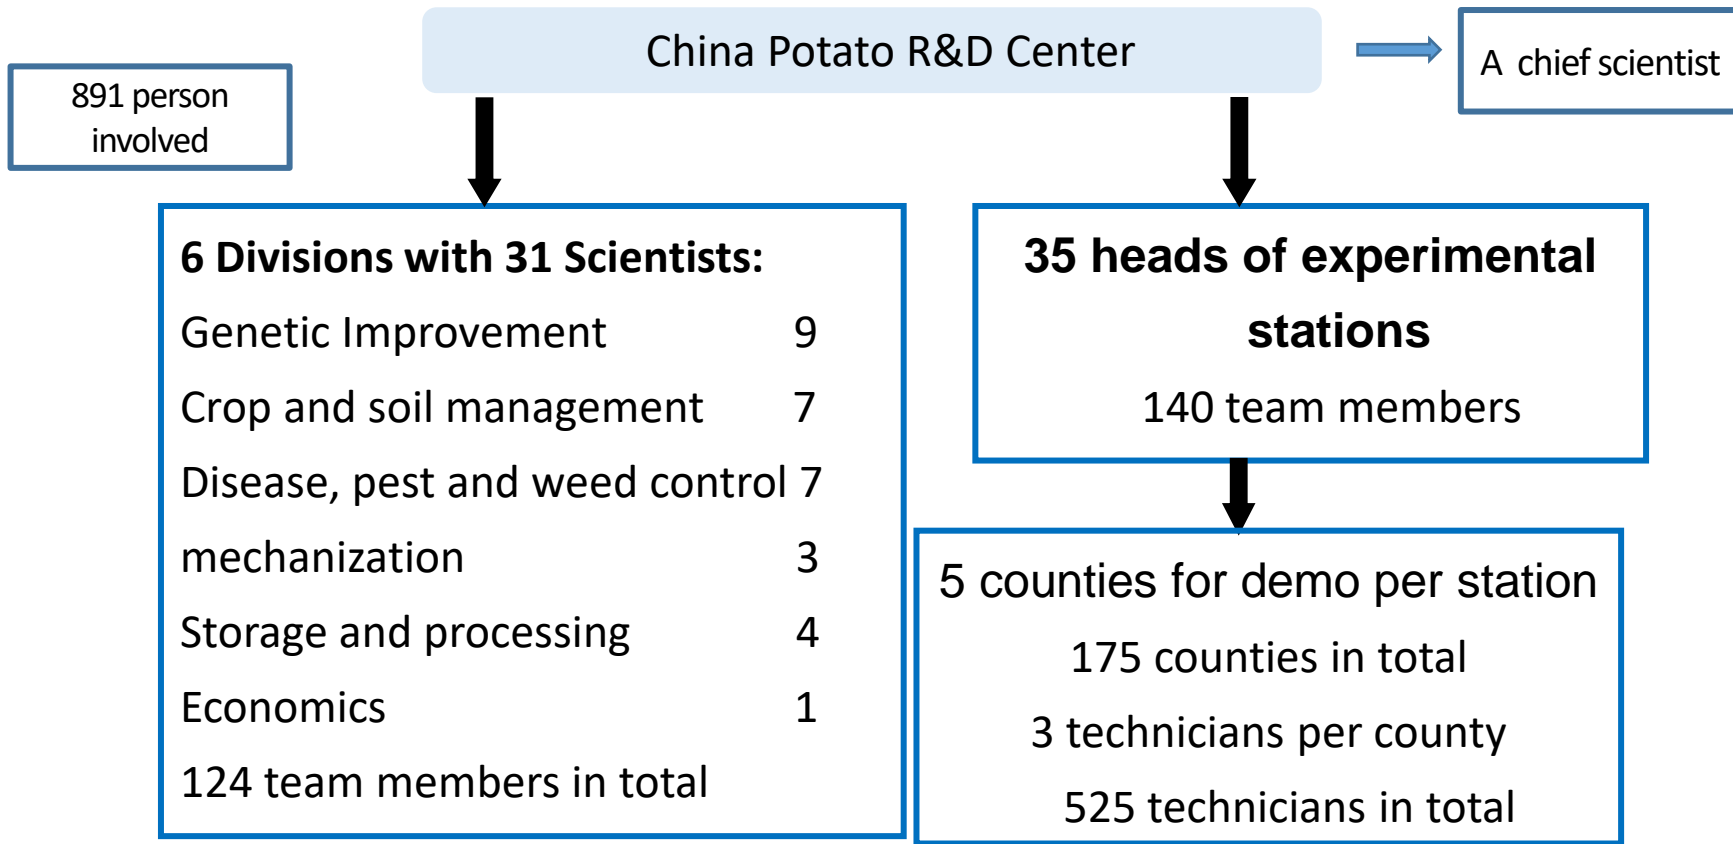 China Potato R&D Center
A chief scientist
891 person
involved
6 Divisions with 31 Scientists:
Genetic Improvement 9
Crop and soil management 7
Disease, pest and weed control 7
mechanization 3
Storage and processing 4
Economics 1
124 team members in total
35 heads of experimental
stations
140 team members
5 counties for demo per station
175 counties in total
3 technicians per county
525 technicians in total